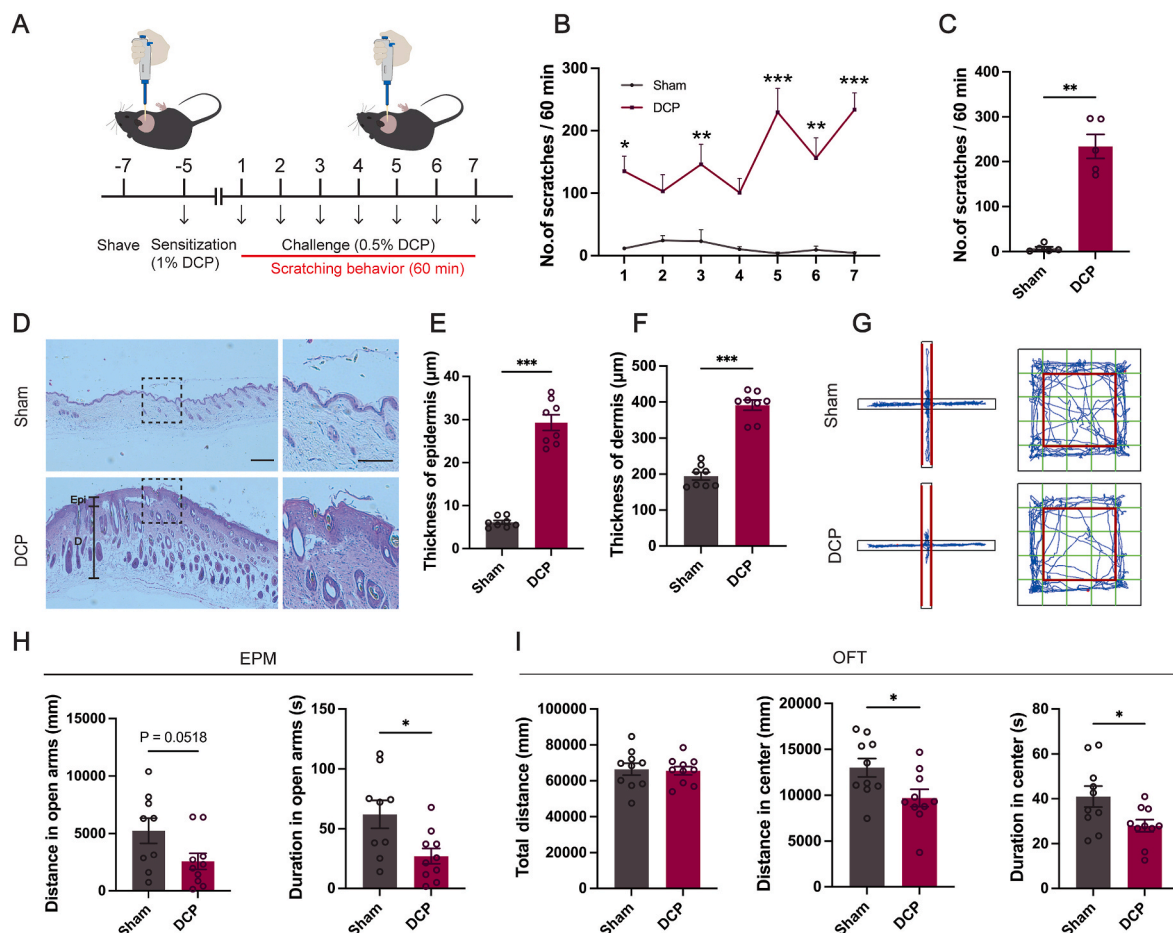 A
-7 -5 1 2 3 4 5 6 7
Shave
Sensitization
(1% DCP)
Challenge (0.5% DCP)
Scratching behavior (60 min)
B
No.of scratches / 60 min
300
200
100
0
Sham
DCP
* ** *** ** ***
1 2 3 4 5 6 7
C
No.of scratches / 60 min
400
300
200
100
0
**
Sham DCP
D
Sham
DCP
Epi
D
E
Thickness of epidermis (μm)
40
30
20
10
0
***
Sham DCP
F
Thickness of dermis (μm)
500
400
300
200
100
0
***
Sham DCP
G
Sham
DCP
H
EPM
Distance in open arms (mm)
15000
10000
5000
0
P = 0.0518
Sham DCP
Duration in open arms (s)
150
100
50
0
*
Sham DCP
I
OFT
Total distance (mm)
100000
80000
60000
40000
20000
0
Sham DCP
Distance in center (mm)
20000
15000
10000
5000
0
*
Sham DCP
Duration in center (s)
80
60
40
20
0
*
Sham DCP